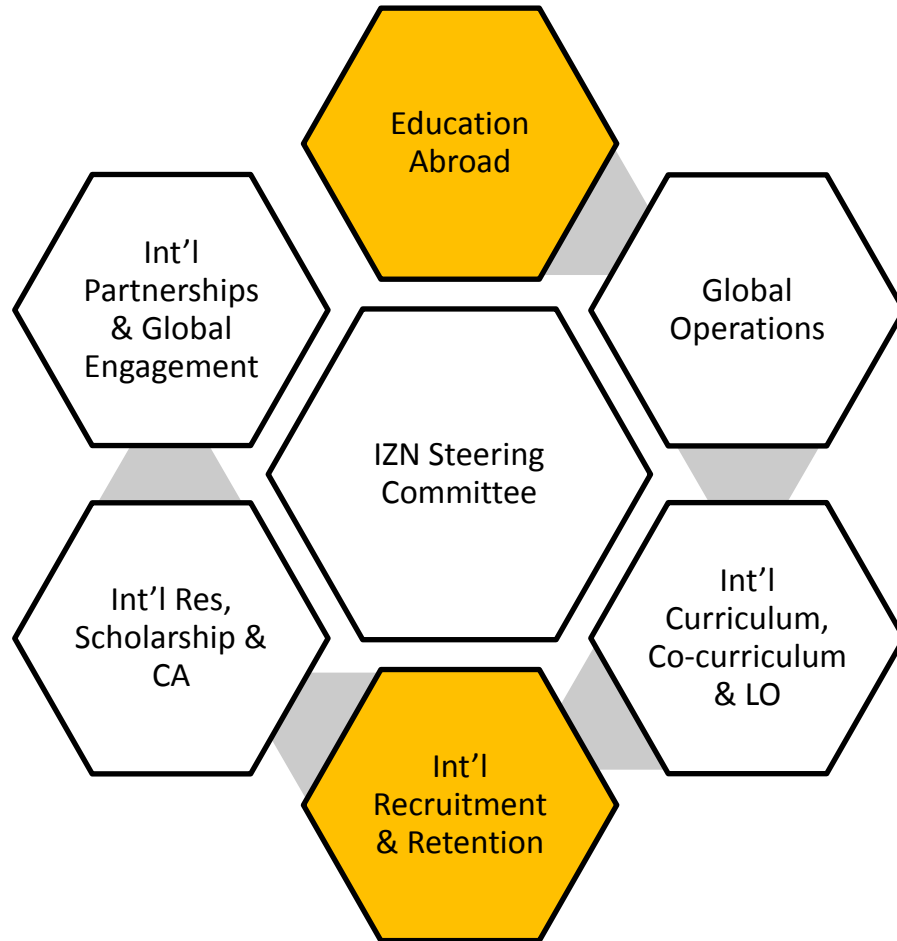 Education
Abroad
Int’l
Partnerships
& Global
Engagement
Global
Operations
IZN Steering
Committee
Int’l Res,
Scholarship &
CA
Int’l
Curriculum,
Co-curriculum
& LO
Int’l
Recruitment
& Retention